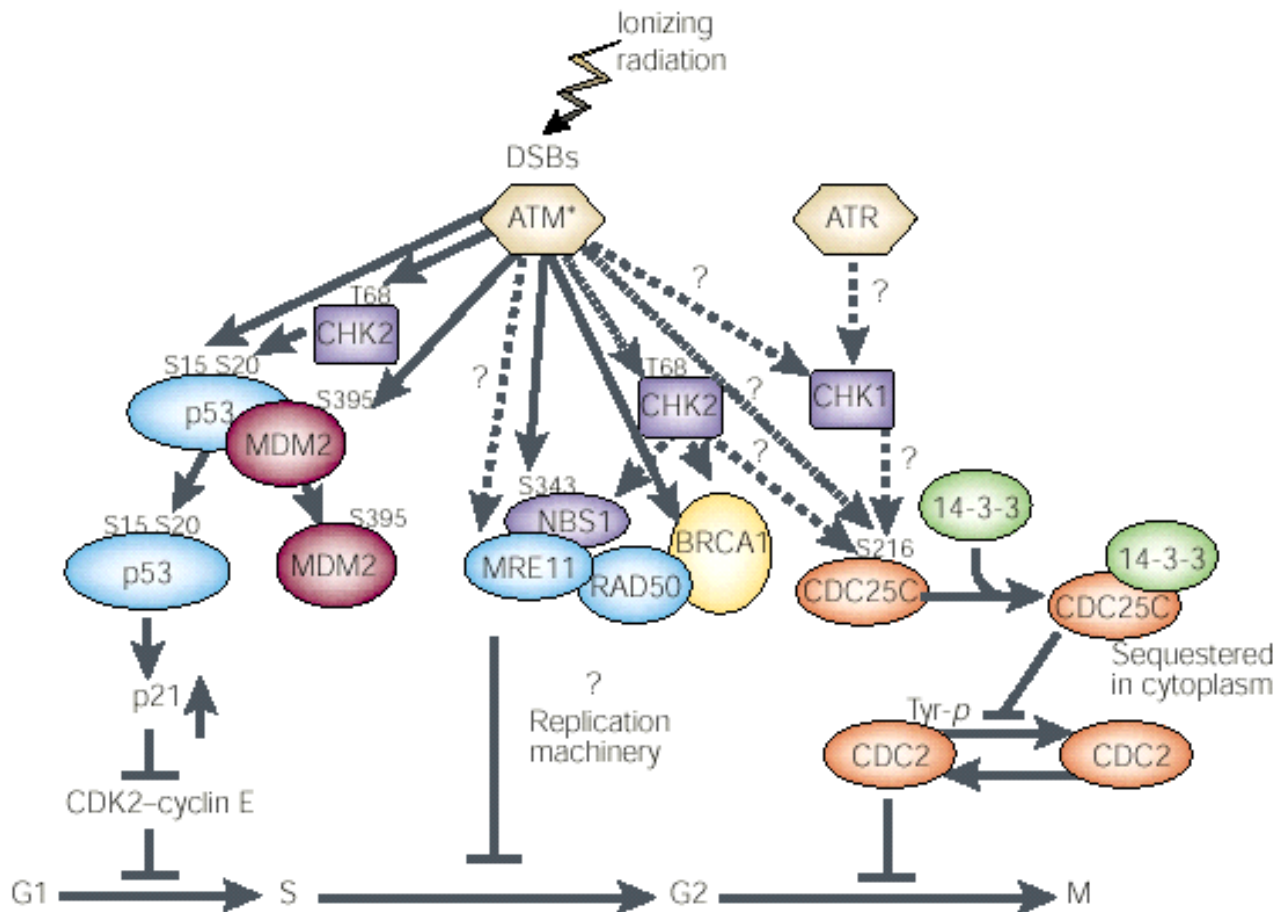 Ionizing
radiation
DSBs
ATM*
ATR
?
?
T68
CHK2
S15 S20
p53
S395
MDM2
?
T68
CHK2
?
CHK1
?
?
S15 S20
p53
S395
MDM2
S343
NBS1
MRE11
RAD50
BRCA1
S216
CDC25C
14-3-3
14-3-3
CDC25C
Sequestered
in cytoplasm
p21
?
Replication
machinery
Tyr-p
CDC2
CDC2
CDK2–cyclin E
G1
S
G2
M